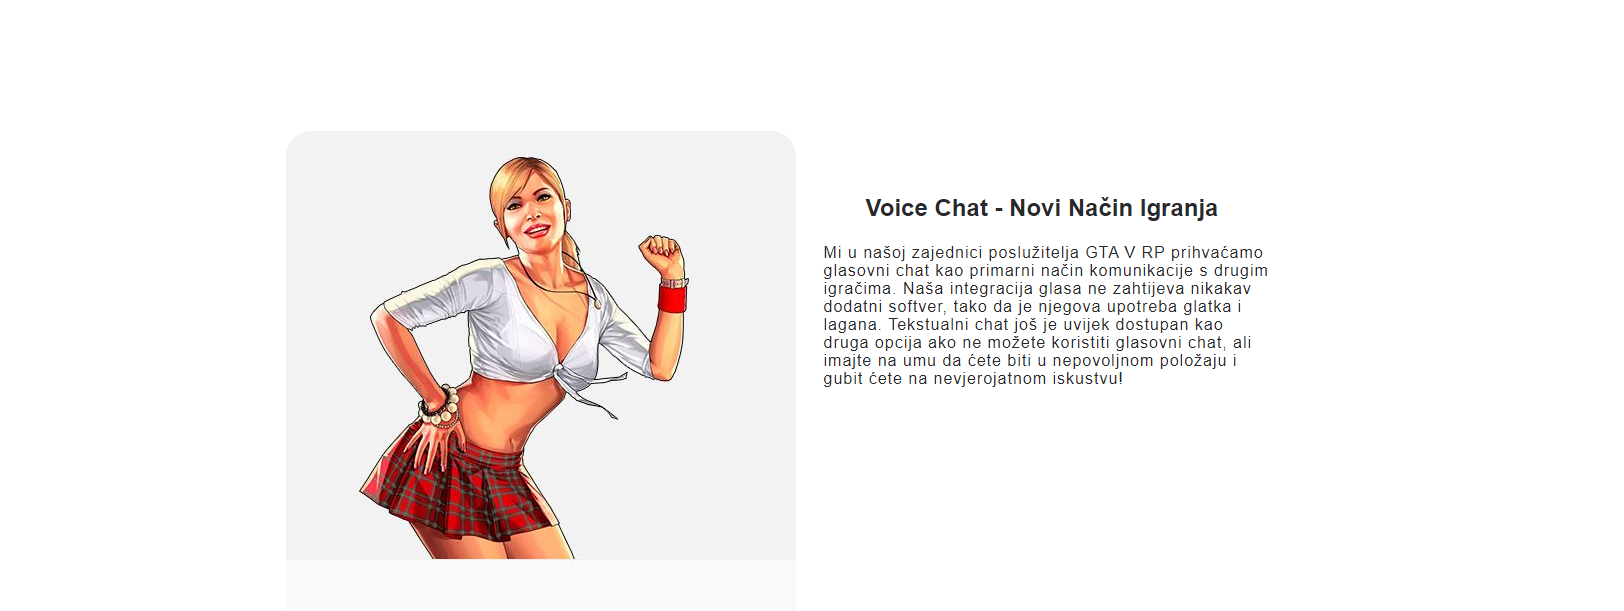 Voice Chat - Novi Način Igranja
Mi u našoj zajednici poslužitelja GTA V RP prihvaćamo
glasovni chat kao primarni način komunikacije s drugim
igračima. Naša integracija glasa ne zahtijeva nikakav
dodatni softver, tako da je njegova upotreba glatka i
lagana. Tekstualni chat još je uvijek dostupan kao
druga opcija ako ne možete koristiti glasovni chat, ali
imajte na umu da ćete biti u nepovoljnom položaju i
gubit ćete na nevjerojatnom iskustvu!